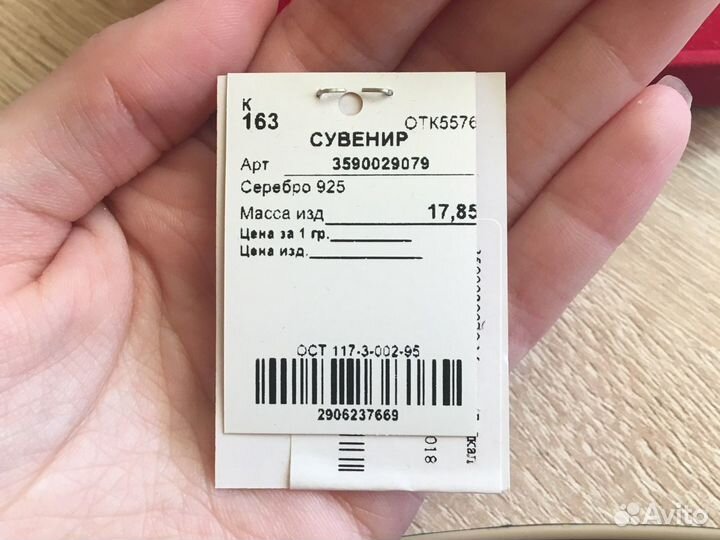 К
163 ОТК5576
СУВЕНИР
Арт 3590029079
Серебро 925
Масса изд 17,85
Цена за 1 гр.
Цена изд.
ОСТ 117-3-002-95
2906237669
018
Avito